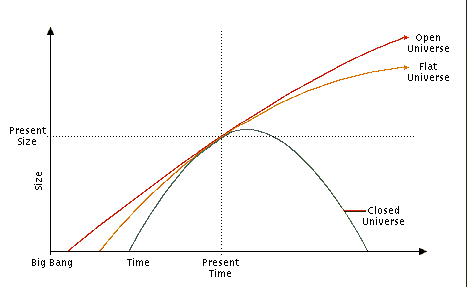 Open
Universe
Flat
Universe
Present
Size
Size
Closed
Universe
Big Bang
Time
Present
Time